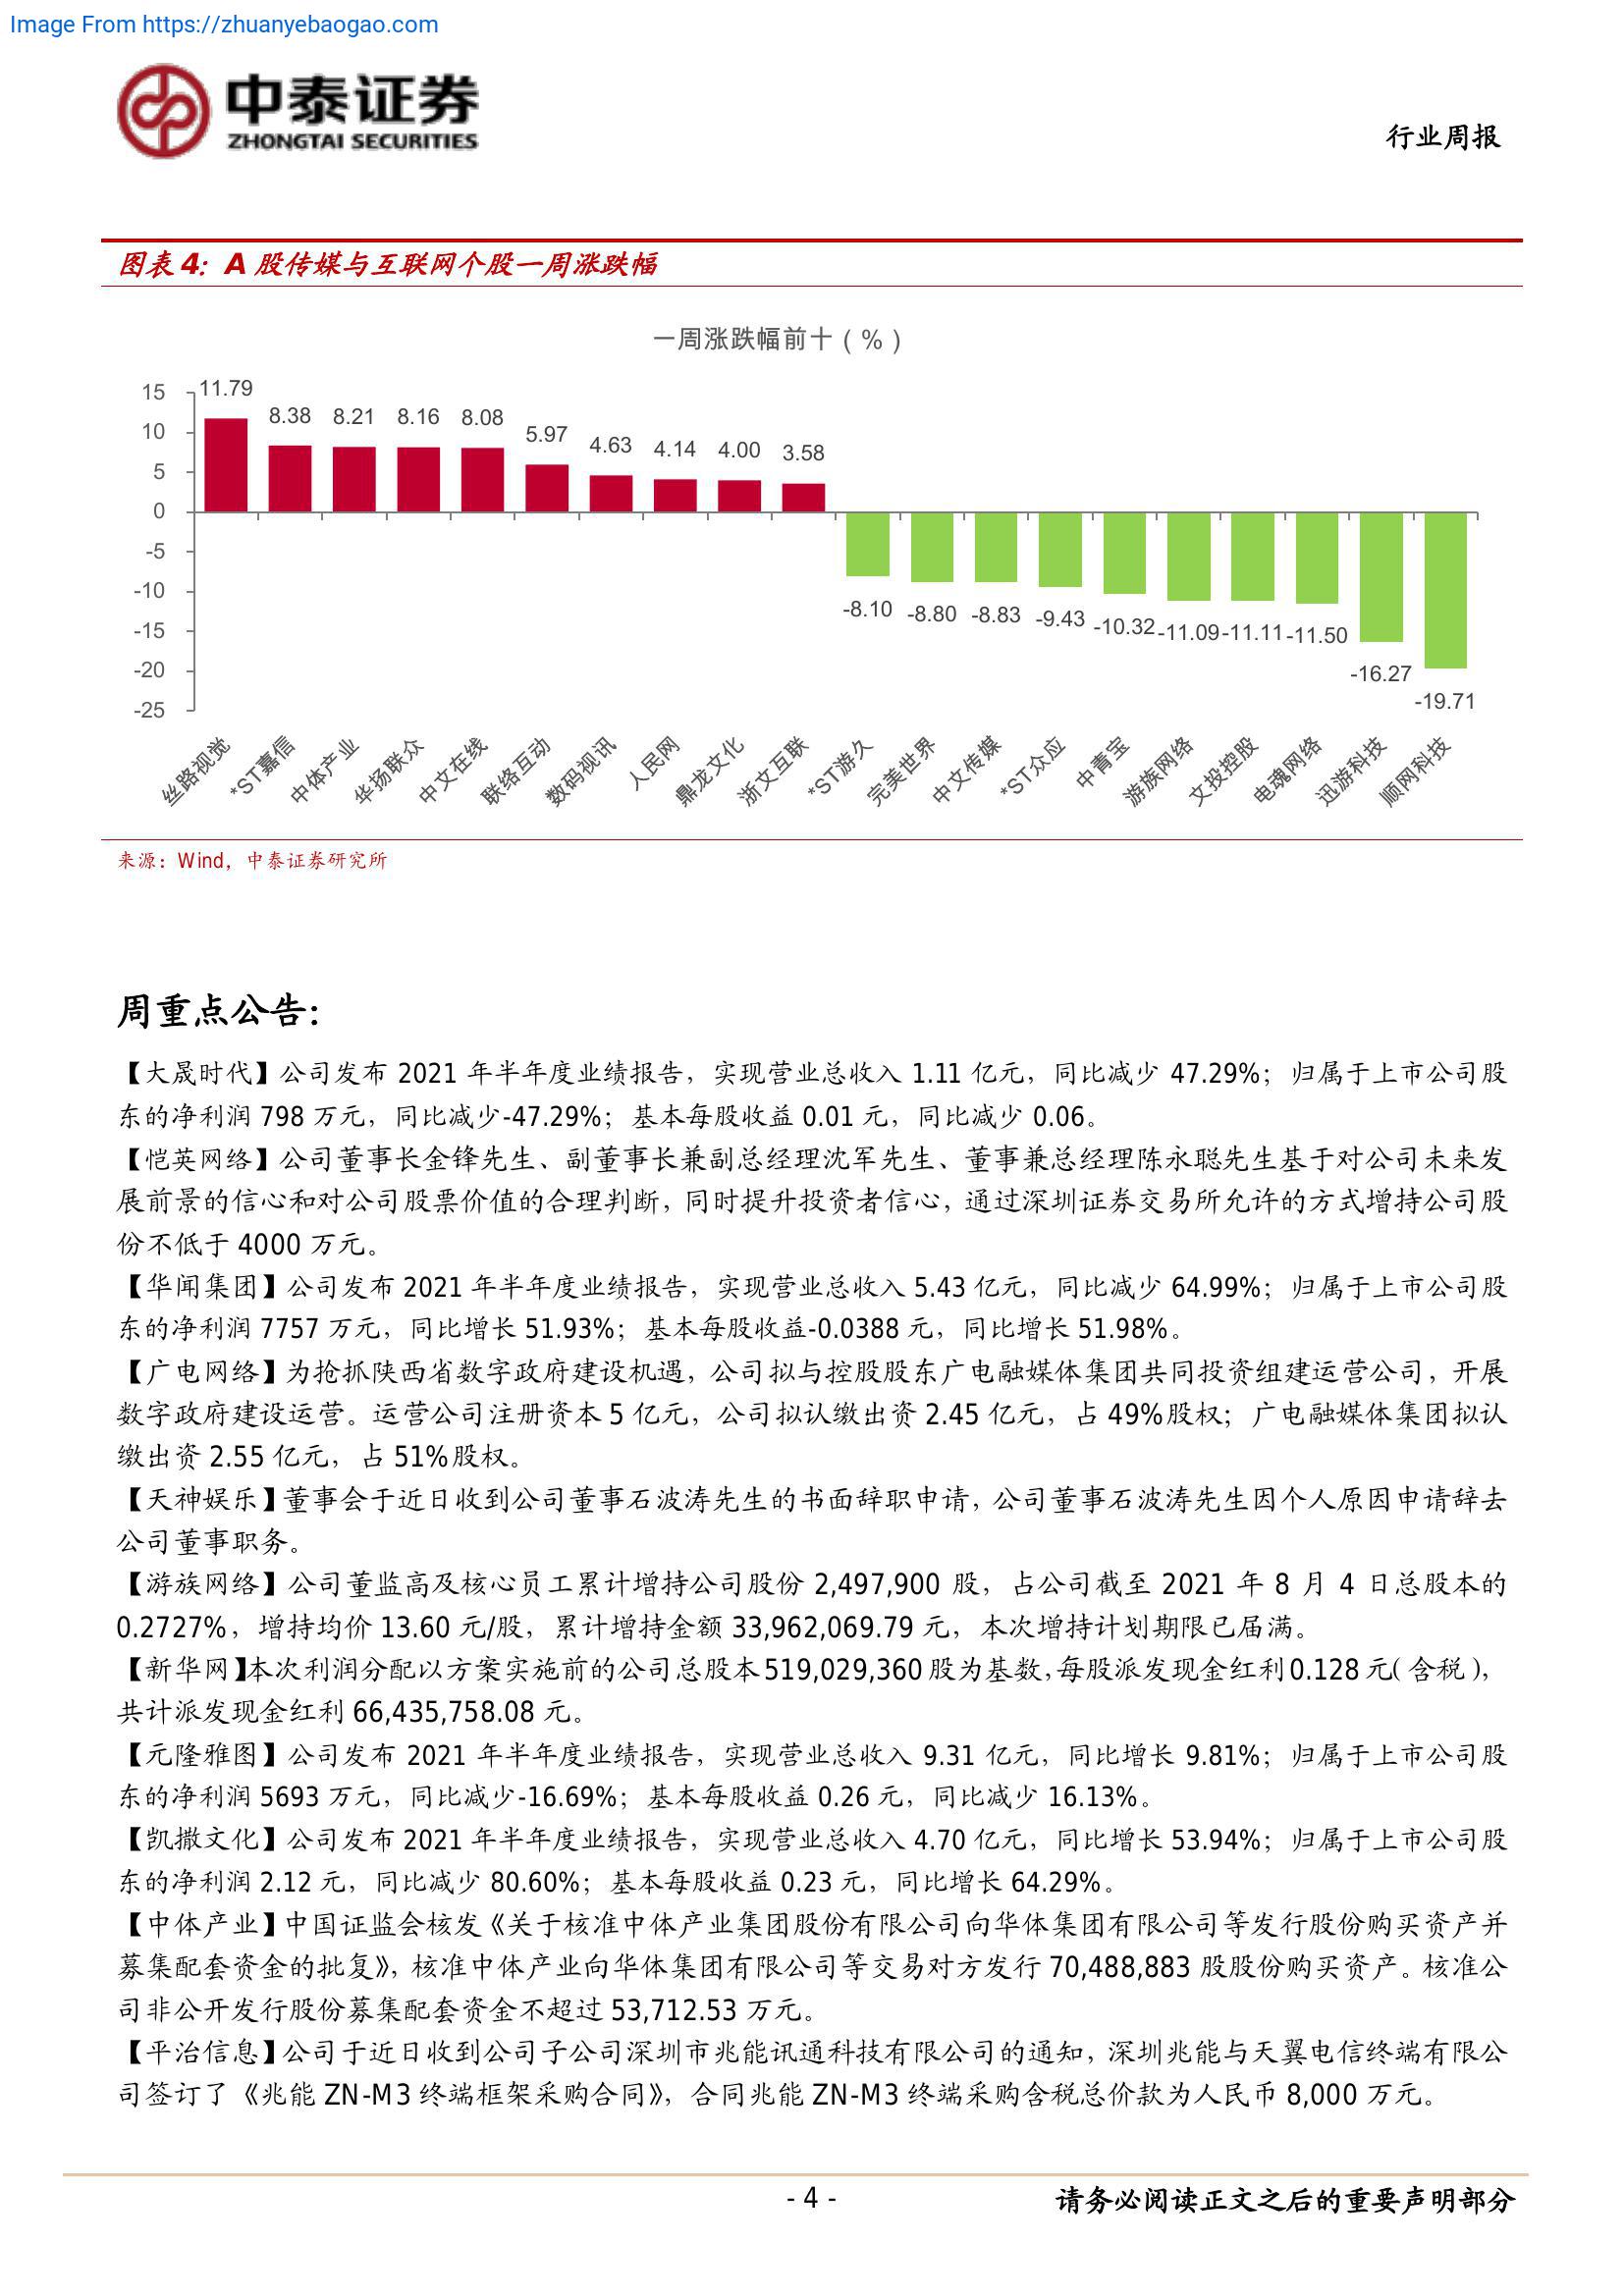 Image From https://zhuanyebaogao.com
中泰证券
ZHONGTAI SECURITIES
行业周报
图表 4：A 股传媒与互联网个股一周涨跌幅
一周涨跌幅前十（%）
15
10
5
0
-5
-10
-15
-20
-25
11.79
8.38
8.21
8.16
8.08
5.97
4.63
4.14
4.00
3.58
-8.10
-8.80
-8.83
-9.43
-10.32
-11.09
-11.11
-11.50
-16.27
-19.71
丝路视觉
*ST嘉信
中体产业
华扬联众
中文在线
联络互动
数码视讯
人民网
鼎龙文化
浙文互联
*ST游久
完美世界
中文传媒
*ST众应
中青宝
游族网络
文投控股
电魂网络
迅游科技
顺网科技
来源：Wind，中泰证券研究所
周重点公告：
【大晟时代】公司发布 2021 年半年度业绩报告，实现营业总收入 1.11 亿元，同比减少 47.29%；归属于上市公司股
东的净利润 798 万元，同比减少-47.29%；基本每股收益 0.01 元，同比减少 0.06。
【恺英网络】公司董事长金锋先生、副董事长兼副总经理沈军先生、董事兼总经理陈永聪先生基于对公司未来发
展前景的信心和对公司股票价值的合理判断，同时提升投资者信心，通过深圳证券交易所允许的方式增持公司股
份不低于 4000 万元。
【华闻集团】公司发布 2021 年半年度业绩报告，实现营业总收入 5.43 亿元，同比减少 64.99%；归属于上市公司股
东的净利润 7757 万元，同比增长 51.93%；基本每股收益-0.0388 元，同比增长 51.98%。
【广电网络】为抢抓陕西省数字政府建设机遇，公司拟与控股股东广电融媒体集团共同投资组建运营公司，开展
数字政府建设运营。运营公司注册资本 5 亿元，公司拟认缴出资 2.45 亿元，占 49%股权；广电融媒体集团拟认
缴出资 2.55 亿元，占 51%股权。
【天神娱乐】董事会于近日收到公司董事石波涛先生的书面辞职申请，公司董事石波涛先生因个人原因申请辞去
公司董事职务。
【游族网络】公司董监高及核心员工累计增持公司股份 2,497,900 股，占公司截至 2021 年 8 月 4 日总股本的
0.2727%，增持均价 13.60 元/股，累计增持金额 33,962,069.79 元，本次增持计划期限已届满。
【新华网】本次利润分配以方案实施前的公司总股本 519,029,360 股为基数，每股派发现金红利 0.128 元（含税），
共计派发现金红利 66,435,758.08 元。
【元隆雅图】公司发布 2021 年半年度业绩报告，实现营业总收入 9.31 亿元，同比增长 9.81%；归属于上市公司股
东的净利润 5693 万元，同比减少-16.69%；基本每股收益 0.26 元，同比减少 16.13%。
【凯撒文化】公司发布 2021 年半年度业绩报告，实现营业总收入 4.70 亿元，同比增长 53.94%；归属于上市公司股
东的净利润 2.12 元，同比减少 80.60%；基本每股收益 0.23 元，同比增长 64.29%。
【中体产业】中国证监会核发《关于核准中体产业集团股份有限公司向华体集团有限公司等发行股份购买资产并
募集配套资金的批复》，核准中体产业向华体集团有限公司等交易对方发行 70,488,883 股股份购买资产。核准公
司非公开发行股份募集配套资金不超过 53,712.53 万元。
【平治信息】公司于近日收到公司子公司深圳市兆能讯通科技有限公司的通知，深圳兆能与天翼电信终端有限公
司签订了《兆能 ZN-M3 终端框架采购合同》，合同兆能 ZN-M3 终端采购含税总价款为人民币 8,000 万元。
- 4 -
请务必阅读正文之后的重要声明部分